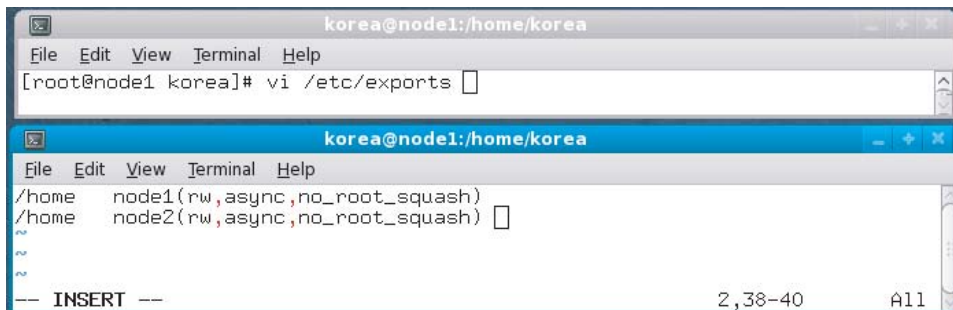 korea@node1:/home/korea
File Edit View Terminal Help
[root@node1 korea]# vi /etc/exports
korea@node1:/home/korea
File Edit View Terminal Help
/home   node1(rw,async,no_root_squash)
/home   node2(rw,async,no_root_squash)
~
~
~
-- INSERT --   2,38-40   All